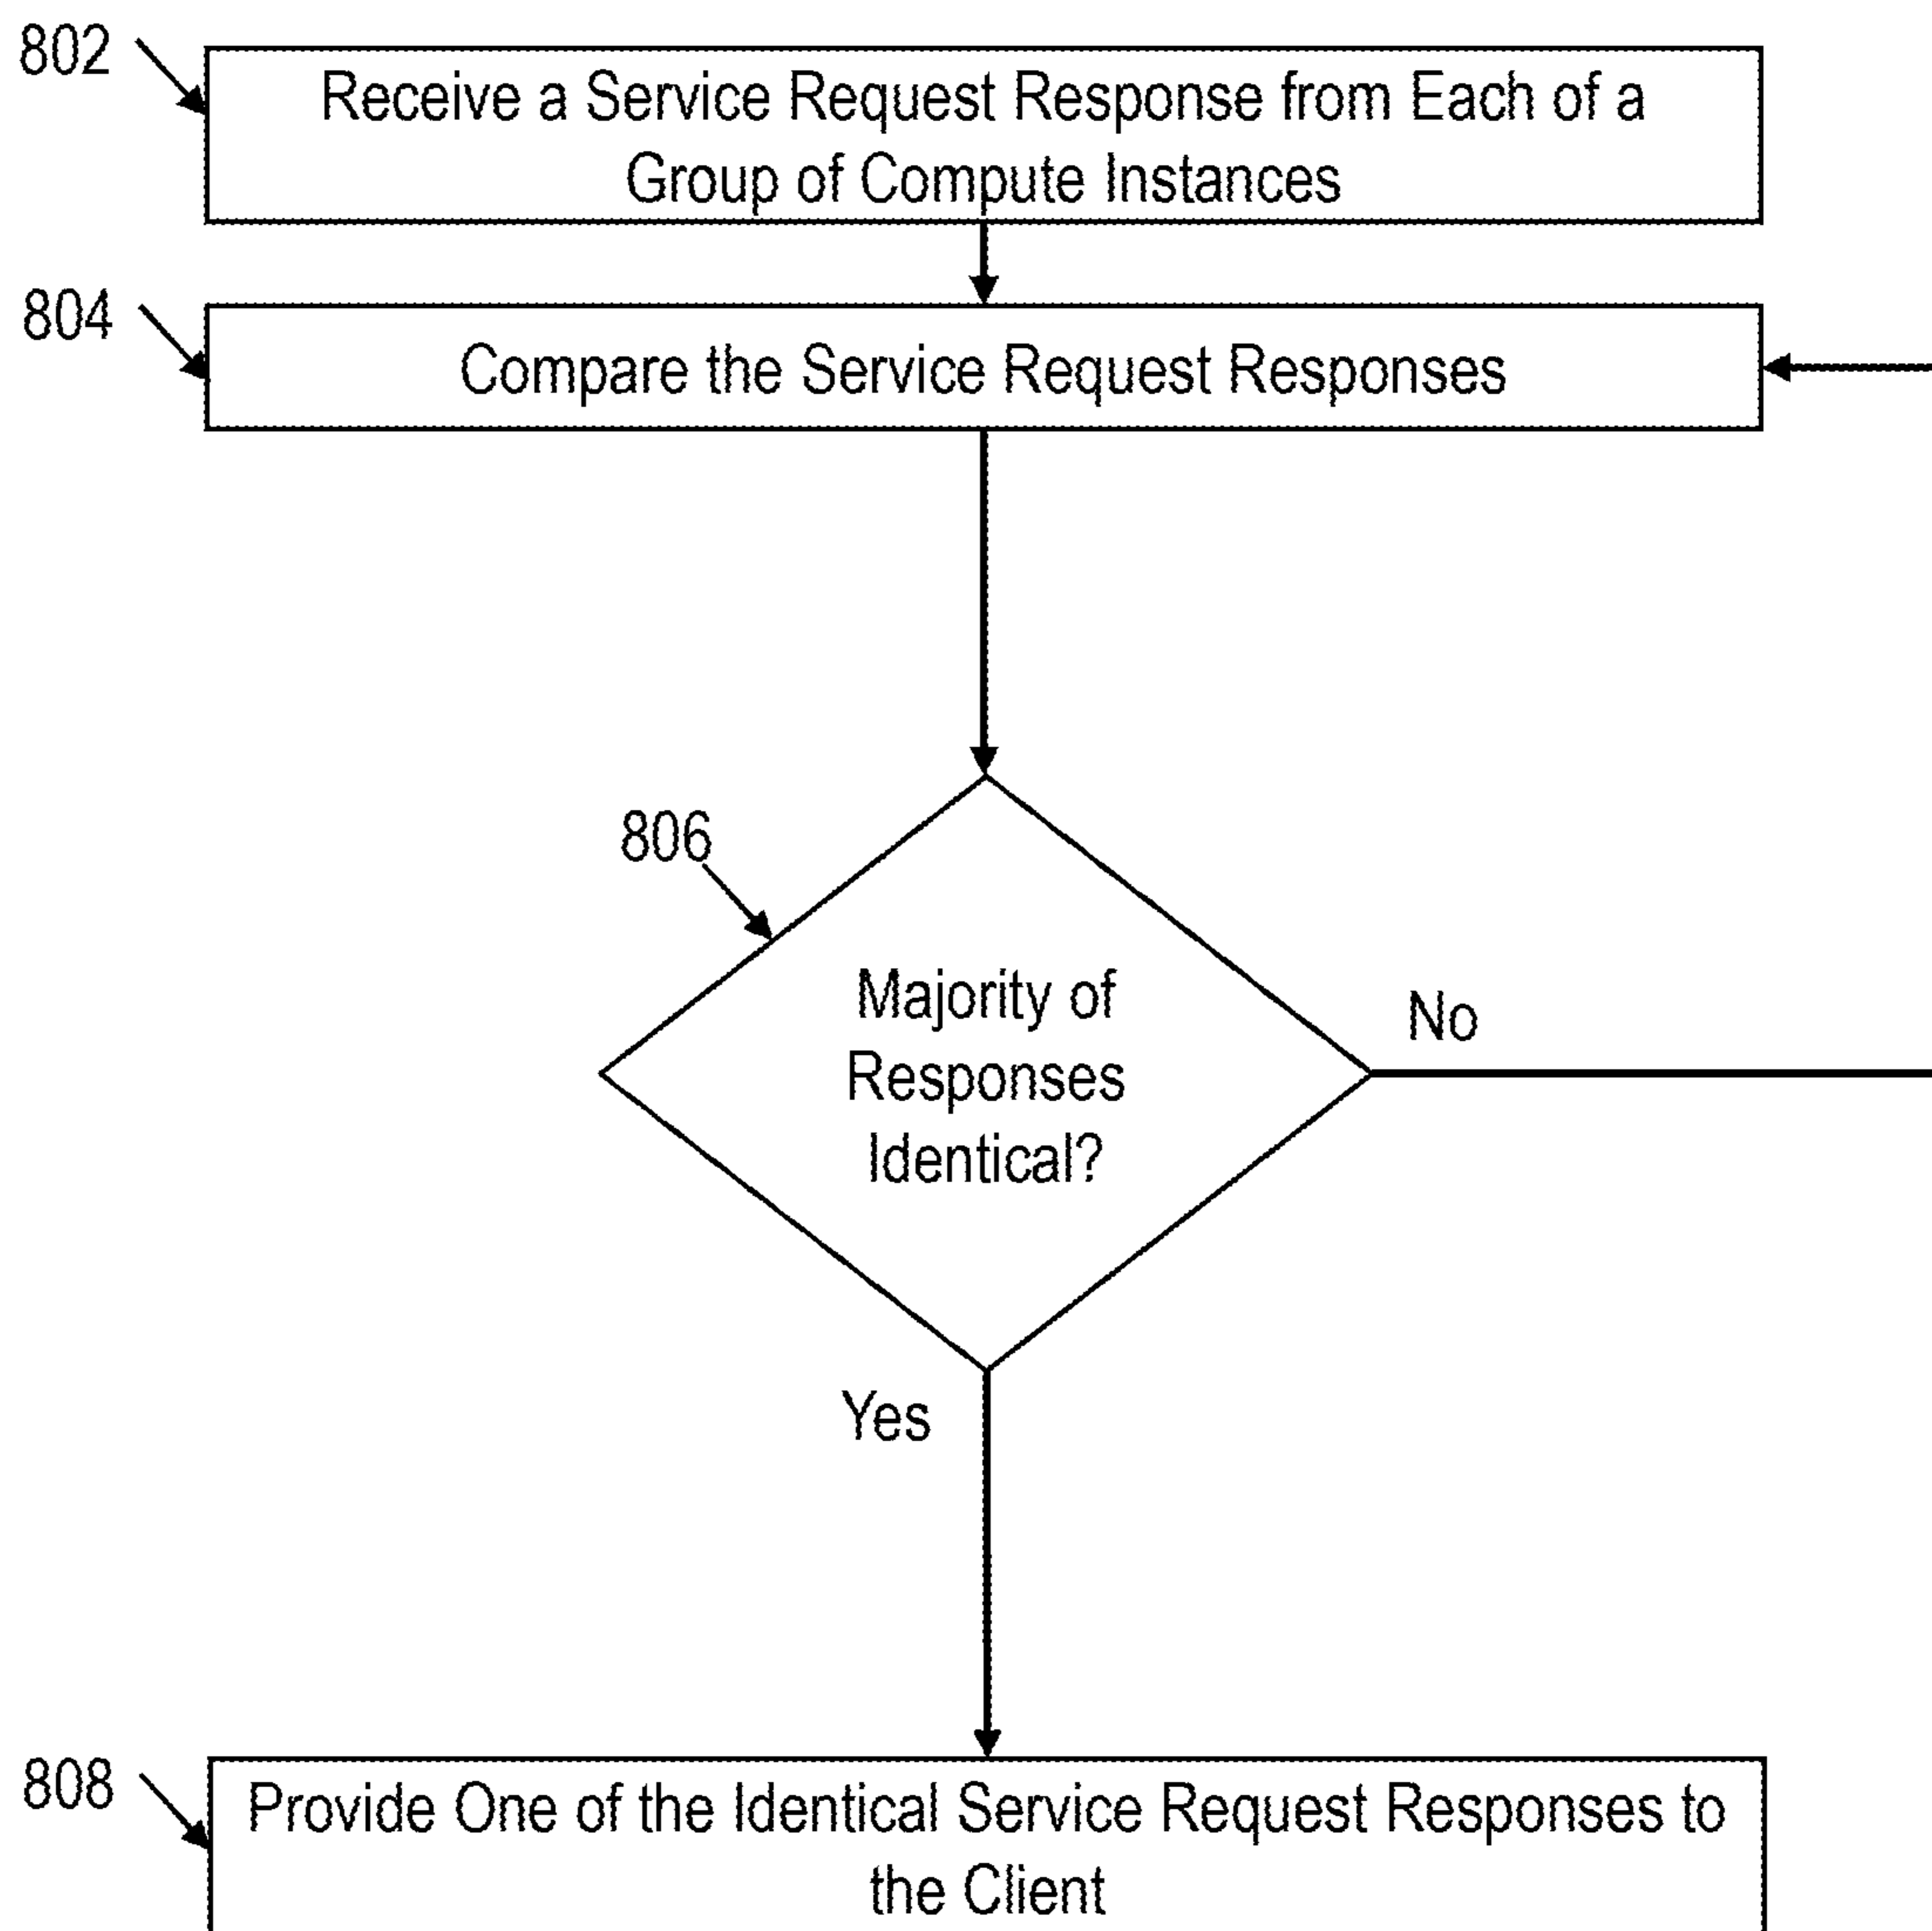 802
Receive a Service Request Response from Each of a
Group of Compute Instances
804
Compare the Service Request Responses
806
Majority of
Responses
Identical?
No
Yes
808
Provide One of the Identical Service Request Responses to
the Client